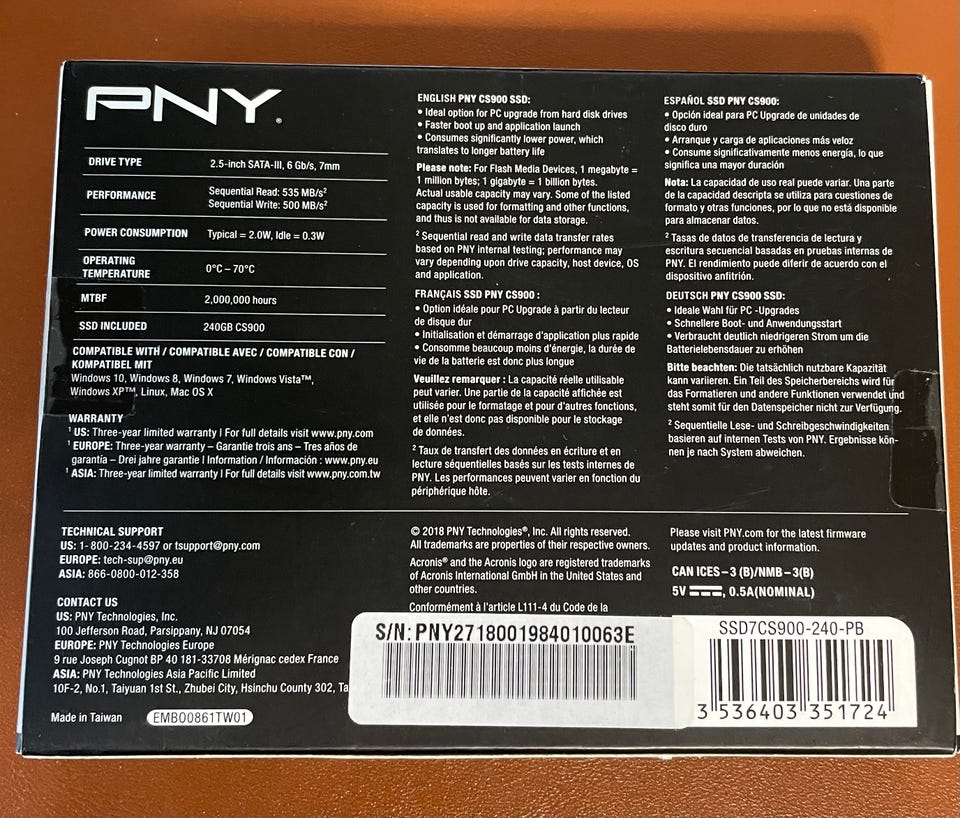 PNY®
DRIVE TYPE 2.5-inch SATA-III, 6 Gb/s, 7mm
PERFORMANCE Sequential Read: 535 MB/s²
Sequential Write: 500 MB/s²
POWER CONSUMPTION Typical = 2.0W, Idle = 0.3W
OPERATING
TEMPERATURE 0°C – 70°C
MTBF 2,000,000 hours
SSD INCLUDED 240GB CS900
COMPATIBLE WITH / COMPATIBLE AVEC / COMPATIBLE CON /
KOMPATIBEL MIT
Windows 10, Windows 8, Windows 7, Windows Vista™,
Windows XP™, Linux, Mac OS X
WARRANTY
¹ US: Three-year limited warranty | For full details visit www.pny.com
¹ EUROPE: Three-year warranty – Garantie trois ans – Tres años de
garantía – Drei jahre garantie | Information / Información : www.pny.eu
¹ ASIA: Three-year limited warranty | For full details visit www.pny.com.tw
ENGLISH PNY CS900 SSD:
• Ideal option for PC upgrade from hard disk drives
• Faster boot up and application launch
• Consumes significantly lower power, which
translates to longer battery life
Please note: For Flash Media Devices, 1 megabyte =
1 million bytes; 1 gigabyte = 1 billion bytes.
Actual usable capacity may vary. Some of the listed
capacity is used for formatting and other functions,
and thus is not available for data storage.
² Sequential read and write data transfer rates
based on PNY internal testing; performance may
vary depending upon drive capacity, host device, OS
and application.
FRANÇAIS SSD PNY CS900 :
• Option idéale pour PC Upgrade à partir du lecteur
de disque dur
• Initialisation et démarrage d'application plus rapide
• Consomme beaucoup moins d'énergie, la durée de
vie de la batterie est donc plus longue
Veuillez remarquer : La capacité réelle utilisable
peut varier. Une partie de la capacité affichée est
utilisée pour le formatage et pour d'autres fonctions,
et elle n'est donc pas disponible pour le stockage
de données.
² Taux de transfert des données en écriture et en
lecture séquentielles basés sur les tests internes de
PNY. Les performances peuvent varier en fonction du
périphérique hôte.
ESPAÑOL SSD PNY CS900:
• Opción ideal para PC Upgrade de unidades de
disco duro
• Arranque y carga de aplicaciones más veloz
• Consume significativamente menos energía, lo que
significa una mayor duración
Nota: La capacidad de uso real puede variar. Una parte
de la capacidad descripta se utiliza para cuestiones de
formato y otras funciones, por lo que no está disponible
para almacenar datos.
² Tasas de datos de transferencia de lectura y
escritura secuencial basadas en pruebas internas de
PNY. El rendimiento puede diferir de acuerdo con el
dispositivo anfitrión.
DEUTSCH PNY CS900 SSD:
• Ideale Wahl für PC -Upgrades
• Schnellere Boot- und Anwendungsstart
• Verbraucht deutlich niedrigeren Strom um die
Batterielebensdauer zu erhöhen
Bitte beachten: Die tatsächlich nutzbare Kapazität
kann variieren. Ein Teil des Speicherbereichs wird für
das Formatieren und andere Funktionen verwendet und
steht somit für den Datenspeicher nicht zur Verfügung.
² Sequentielle Lese- und Schreibgeschwindigkeiten
basieren auf internen Tests von PNY. Ergebnisse kön-
nen je nach System abweichen.
TECHNICAL SUPPORT
US: 1- 800-234-4597 or tsupport@pny.com
EUROPE: tech-sup@pny.eu
ASIA: 866-0800-012-358
CONTACT US
US: PNY Technologies, Inc.
100 Jefferson Road, Parsippany, NJ 07054
EUROPE: PNY Technologies Europe
9 rue Joseph Cugnot BP 40 181-33708 Mérignac cedex France
ASIA: PNY Technologies Asia Pacific Limited
10F-2, No.1, Taiyuan 1st St., Zhubei City, Hsinchu County 302, Ta
Made in Taiwan EMB00861TW01
© 2018 PNY Technologies®, Inc. All rights reserved.
All trademarks are properties of their respective owners.
Acronis® and the Acronis logo are registered trademarks
of Acronis International GmbH in the United States and
other countries.
Conformément à l'article L111-4 du Code de la
Please visit PNY.com for the latest firmware
updates and product information.
CAN ICES–3 (B)/NMB–3(B)
5V, 0.5A(NOMINAL)
S/N: PNY2718001984010063E
SSD7CS900-240-PB
3 536403 351724